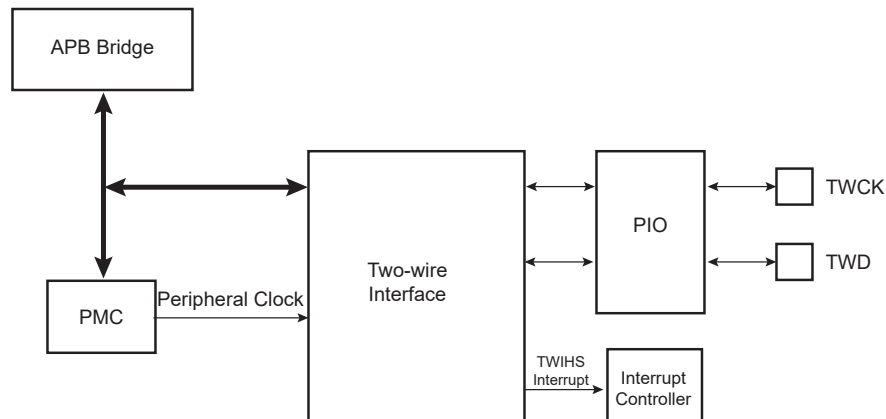 APB Bridge
TWCK
PIO
TWD
Two-wire
Interface
Peripheral Clock
PMC
TWIHS
Interrupt
Interrupt
Controller